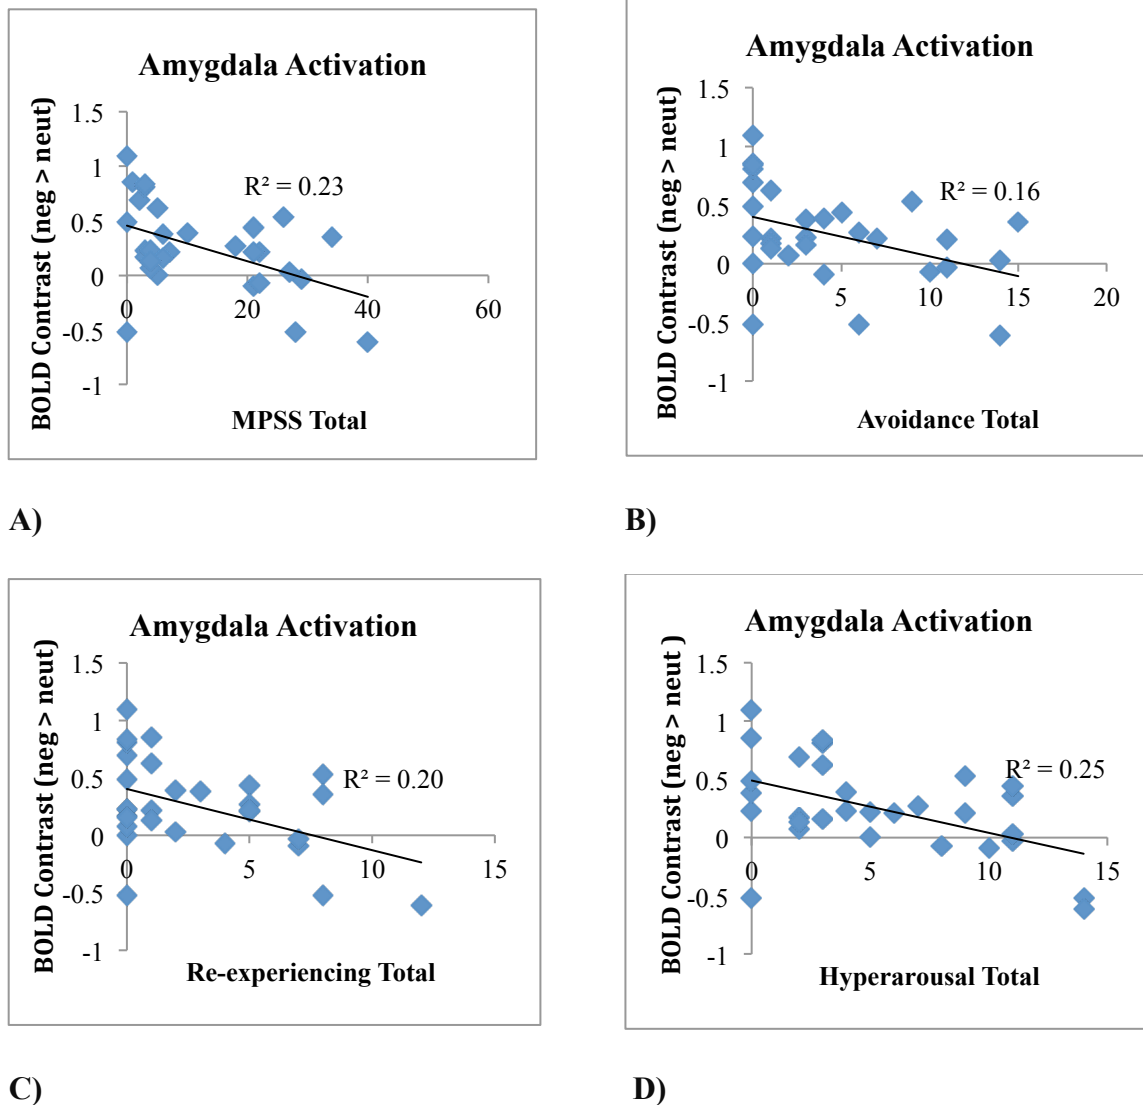 Amygdala Activation
BOLD Contrast (neg > neut)
1.5
1
0.5
0
-0.5
-1
0
20
40
60
R² = 0.23
MPSS Total
A)
Amygdala Activation
BOLD Contrast (neg > neut)
1.5
1
0.5
0
-0.5
-1
0
5
10
15
20
R² = 0.16
Avoidance Total
B)
Amygdala Activation
BOLD Contrast (neg > neut)
1.5
1
0.5
0
-0.5
-1
0
5
10
15
R² = 0.20
Re-experiencing Total
C)
Amygdala Activation
BOLD Contrast (neg > neut )
1.5
1
0.5
0
-0.5
-1
0
5
10
15
R² = 0.25
Hyperarousal Total
D)